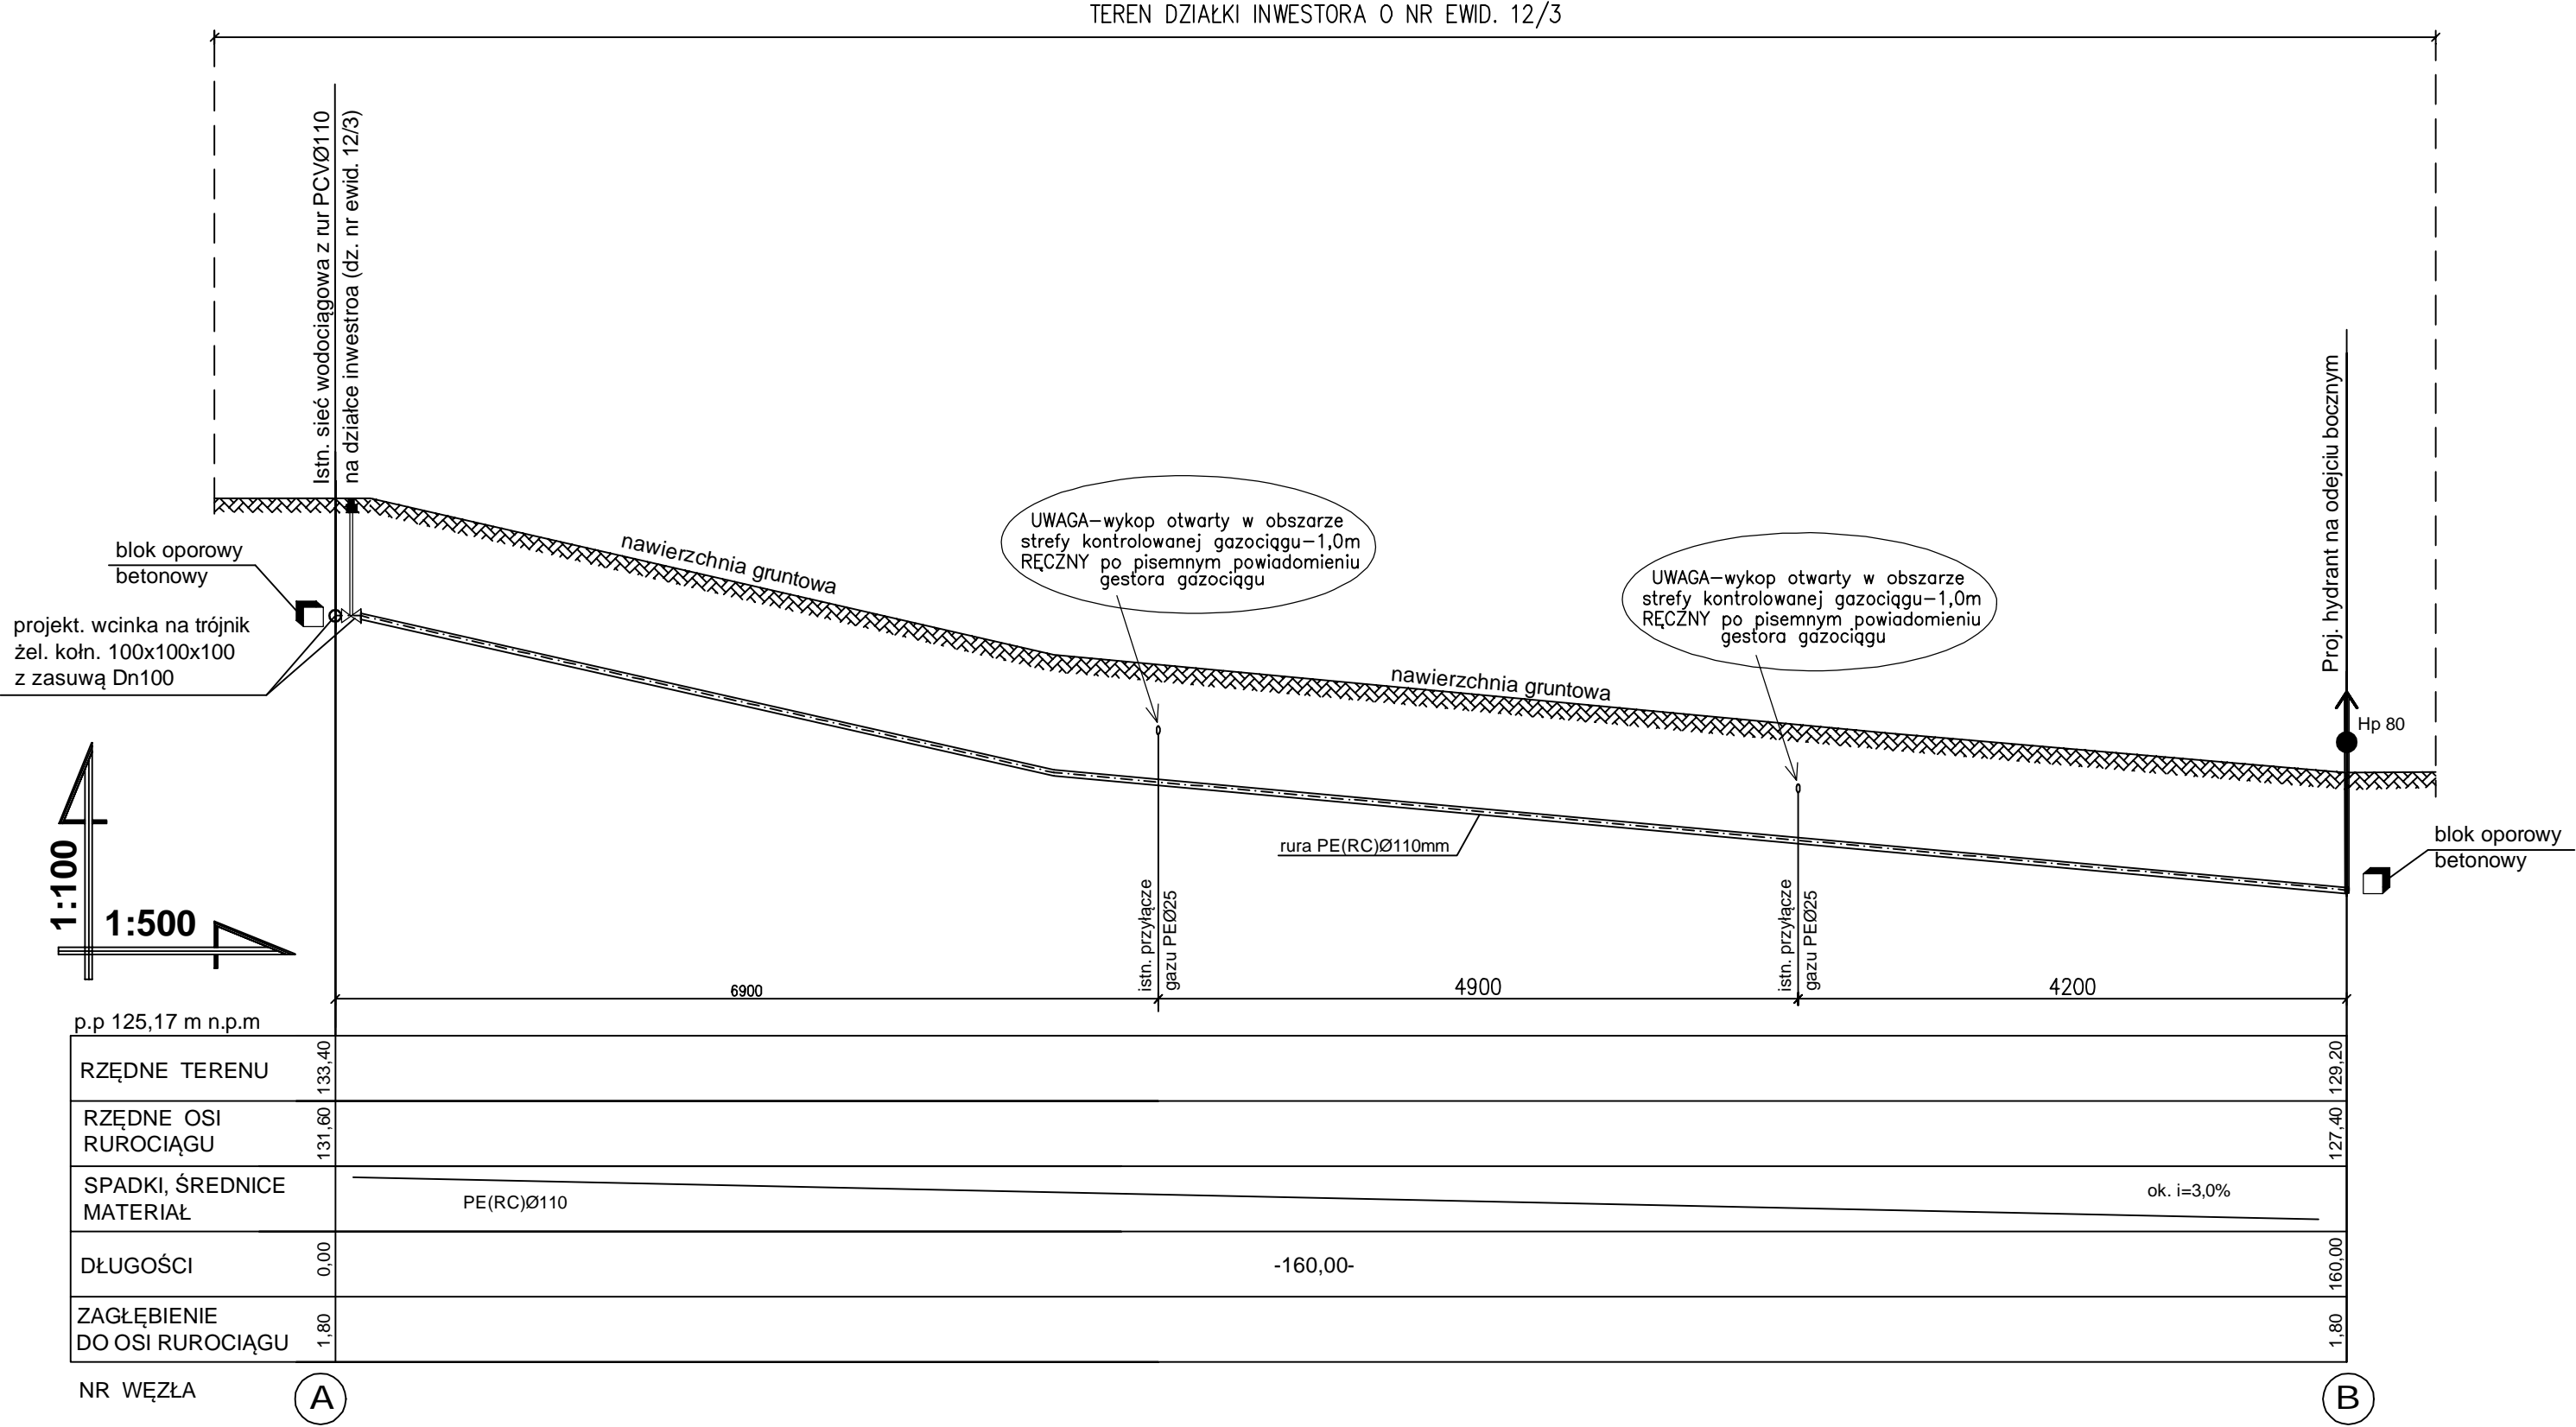 TEREN DZIAŁKI INWESTORA O NR EWID. 12/3
Istn. sieć wodociągowa z rur PCVØ110
na działce inwestroa (dz. nr ewid. 12/3)
Proj. hydrant na odejciu bocznym
Hp 80
blok oporowy
betonowy
projekt. wcinka na trójnik
żel. kołn. 100x100x100
z zasuwą Dn100
nawierzchnia gruntowa
UWAGA-wykop otwarty w obszarze
strefy kontrolowanej gazociągu-1,0m
RĘCZNY po pisemnym powiadomieniu
gestora gazociągu
nawierzchnia gruntowa
UWAGA-wykop otwarty w obszarze
strefy kontrolowanej gazociągu-1,0m
RĘCZNY po pisemnym powiadomieniu
gestora gazociągu
rura PE(RC)Ø110mm
blok oporowy
betonowy
1:100
1:500
istn. przyłącze
gazu PEØ25
istn. przyłącze
gazu PEØ25
6900
4900
4200
p.p 125,17 m n.p.m
RZĘDNE TERENU
133,40
129,20
RZĘDNE OSI
RUROCIĄGU
131,60
127,40
SPADKI, ŚREDNICE
MATERIAŁ
PE(RC)Ø110
ok. i=3,0%
DŁUGOŚCI
0,00
-160,00-
160,00
ZAGŁĘBIENIE
DO OSI RUROCIĄGU
1,80
1,80
NR WĘZŁA
A
B